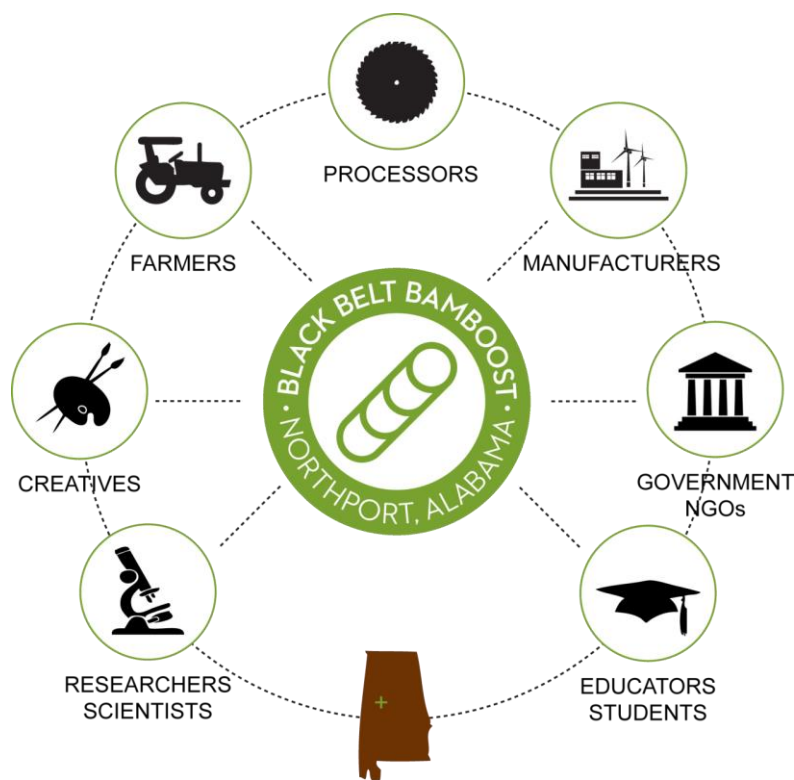 PROCESSORS
FARMERS
MANUFACTURERS
· BLACK BELT BAMBOOST ·
NORTHPORT, ALABAMA
CREATIVES
GOVERNMENT
NGOs
RESEARCHERS
SCIENTISTS
EDUCATORS
STUDENTS